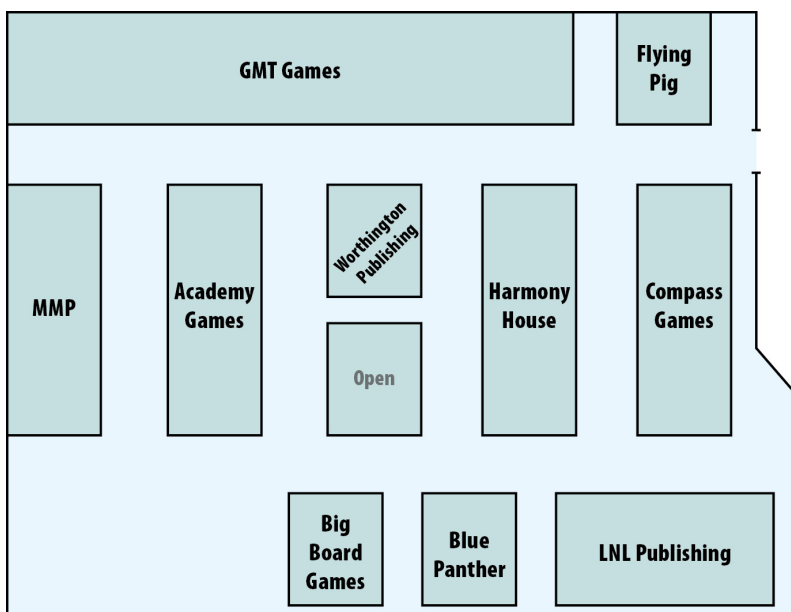 GMT Games
Flying
Pig
MMP
Academy
Games
Worthington
Publishing
Open
Harmony
House
Compass
Games
Big
Board
Games
Blue
Panther
LNL Publishing